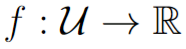 f : 𝒰 → ℝ